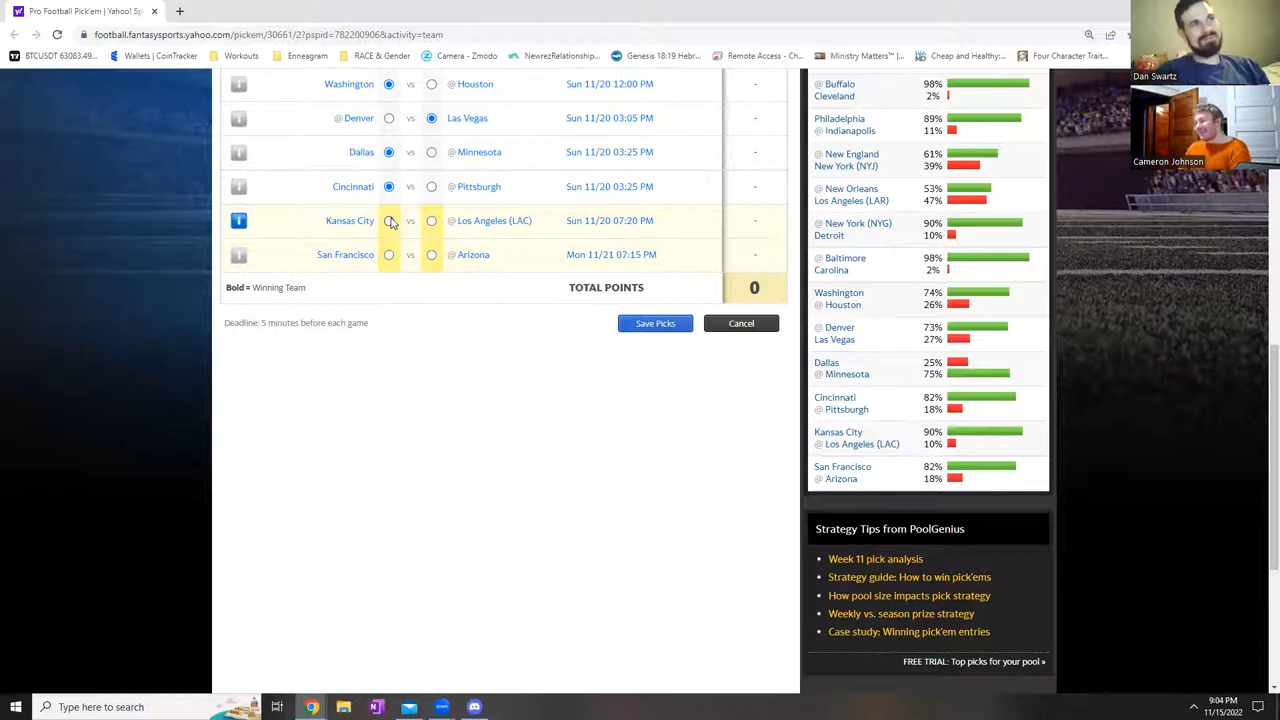 Pro Football Pick'em | Yahoo! Sp
football.fantasysports.yahoo.com/pickem/30661/2?pspid=782200906&activity=team
BTCUSDT 63083.49...
Wallets | CoinTracker
Workouts
Enneagram
RACE & Gender
Camera - Zmodo
NewrezRelationship...
Genesis 18:19 Hebr...
Remote Access - Ch...
Ministry Matters™ |...
Cheap and Healthy:...
Four Character Trait...
Dan Swartz
Cameron Johnson
Washington vs @ Houston Sun 11/20 12:00 PM -
@ Denver vs Las Vegas Sun 11/20 03:05 PM -
Dallas vs @ Minnesota Sun 11/20 03:25 PM -
Cincinnati vs @ Pittsburgh Sun 11/20 03:25 PM -
Kansas City vs @ Los Angeles (LAC) Sun 11/20 07:20 PM -
San Francisco vs @ Arizona Mon 11/21 07:15 PM -
Bold = Winning Team TOTAL POINTS 0
Deadline: 5 minutes before each game
Save Picks
Cancel
@ Buffalo 98%
Cleveland 2%
Philadelphia 89%
@ Indianapolis 11%
@ New England 61%
New York (NYJ) 39%
@ New Orleans 53%
Los Angeles (LAR) 47%
@ New York (NYG) 90%
Detroit 10%
@ Baltimore 98%
Carolina 2%
Washington 74%
@ Houston 26%
@ Denver 73%
Las Vegas 27%
Dallas 25%
@ Minnesota 75%
Cincinnati 82%
@ Pittsburgh 18%
Kansas City 90%
@ Los Angeles (LAC) 10%
San Francisco 82%
@ Arizona 18%
Strategy Tips from PoolGenius
• Week 11 pick analysis
• Strategy guide: How to win pick'ems
• How pool size impacts pick strategy
• Weekly vs. season prize strategy
• Case study: Winning pick'em entries
FREE TRIAL: Top picks for your pool »
Type here to search
9:04 PM
11/15/2022